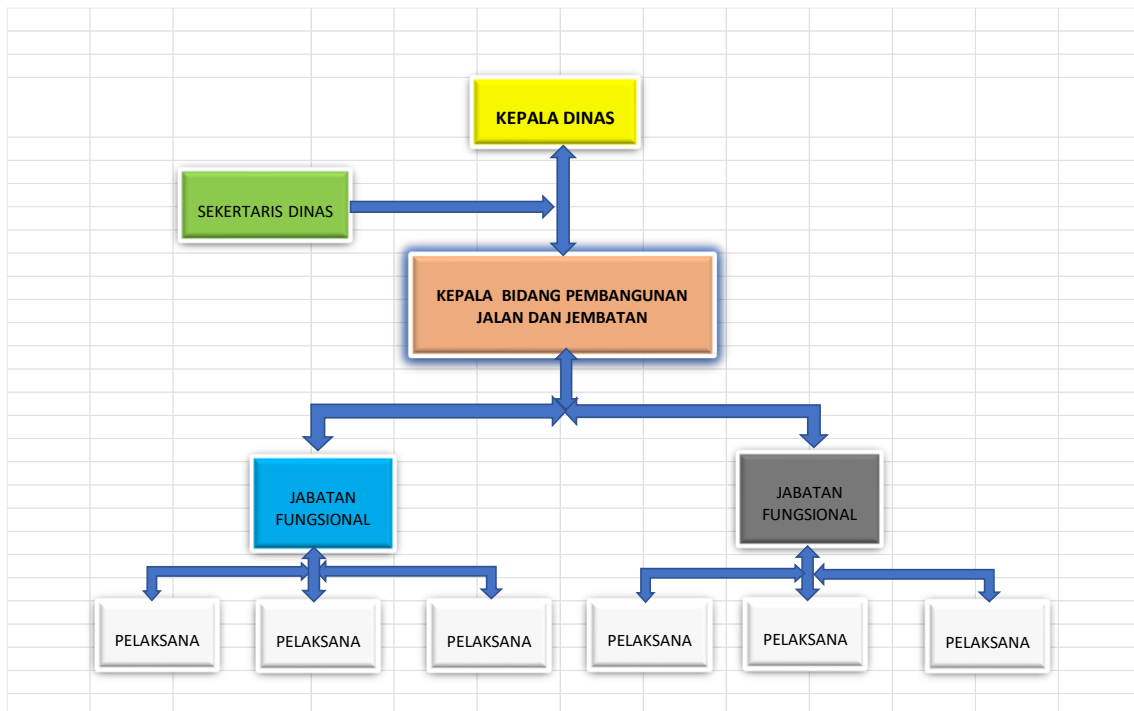 KEPALA DINAS
SEKERTARIS DINAS
KEPALA BIDANG PEMBANGUNAN
JALAN DAN JEMBATAN
JABATAN
FUNGSIONAL
JABATAN
FUNGSIONAL
PELAKSANA
PELAKSANA
PELAKSANA
PELAKSANA
PELAKSANA
PELAKSANA